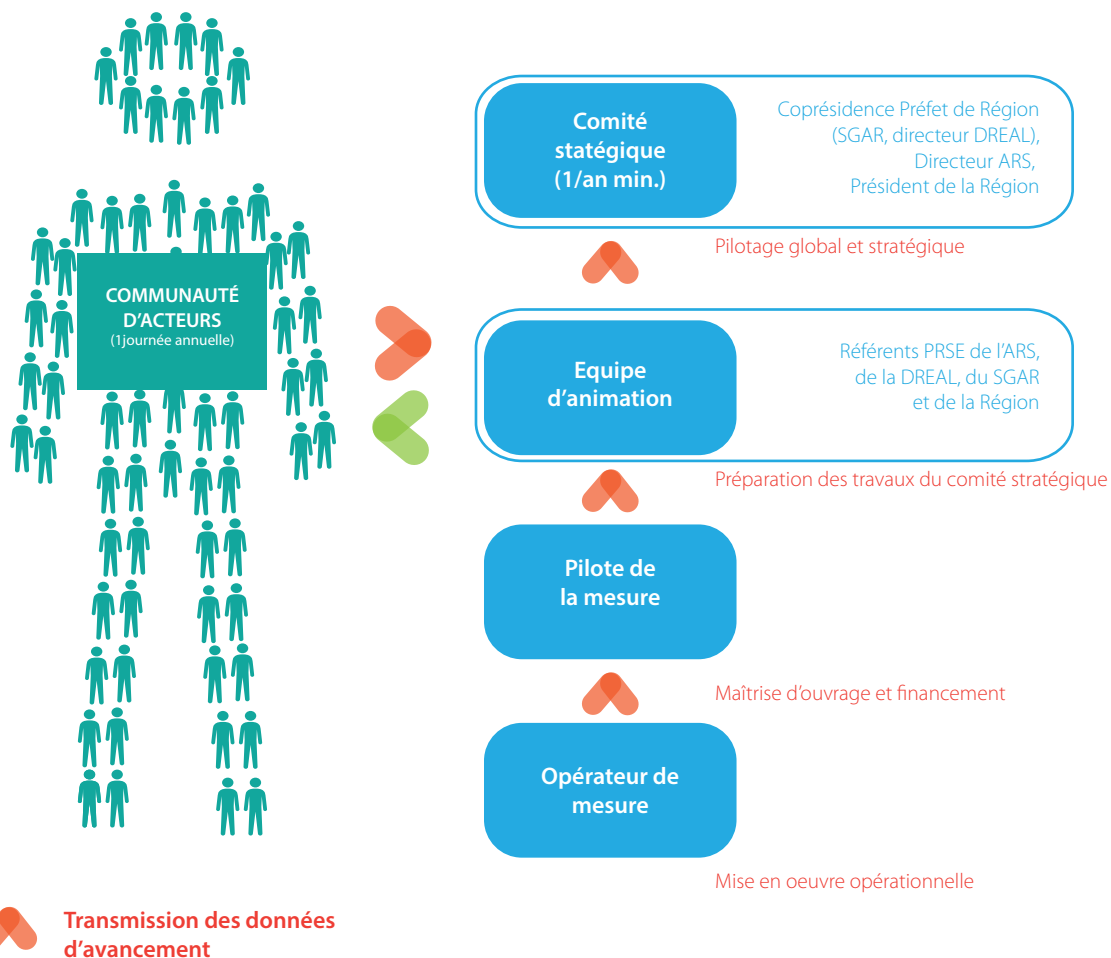 Comité
statégique
(1/an min.)
Coprésidence Préfet de Région
(SGAR, directeur DREAL),
Directeur ARS,
Président de la Région
Pilotage global et stratégique
COMMUNAUTÉ
D'ACTEURS
(1journée annuelle)
Equipe
d'animation
Référents PRSE de l'ARS,
de la DREAL, du SGAR
et de la Région
Préparation des travaux du comité stratégique
Pilote de
la mesure
Maîtrise d'ouvrage et financement
Opérateur de
mesure
Mise en oeuvre opérationnelle
Transmission des données
d'avancement